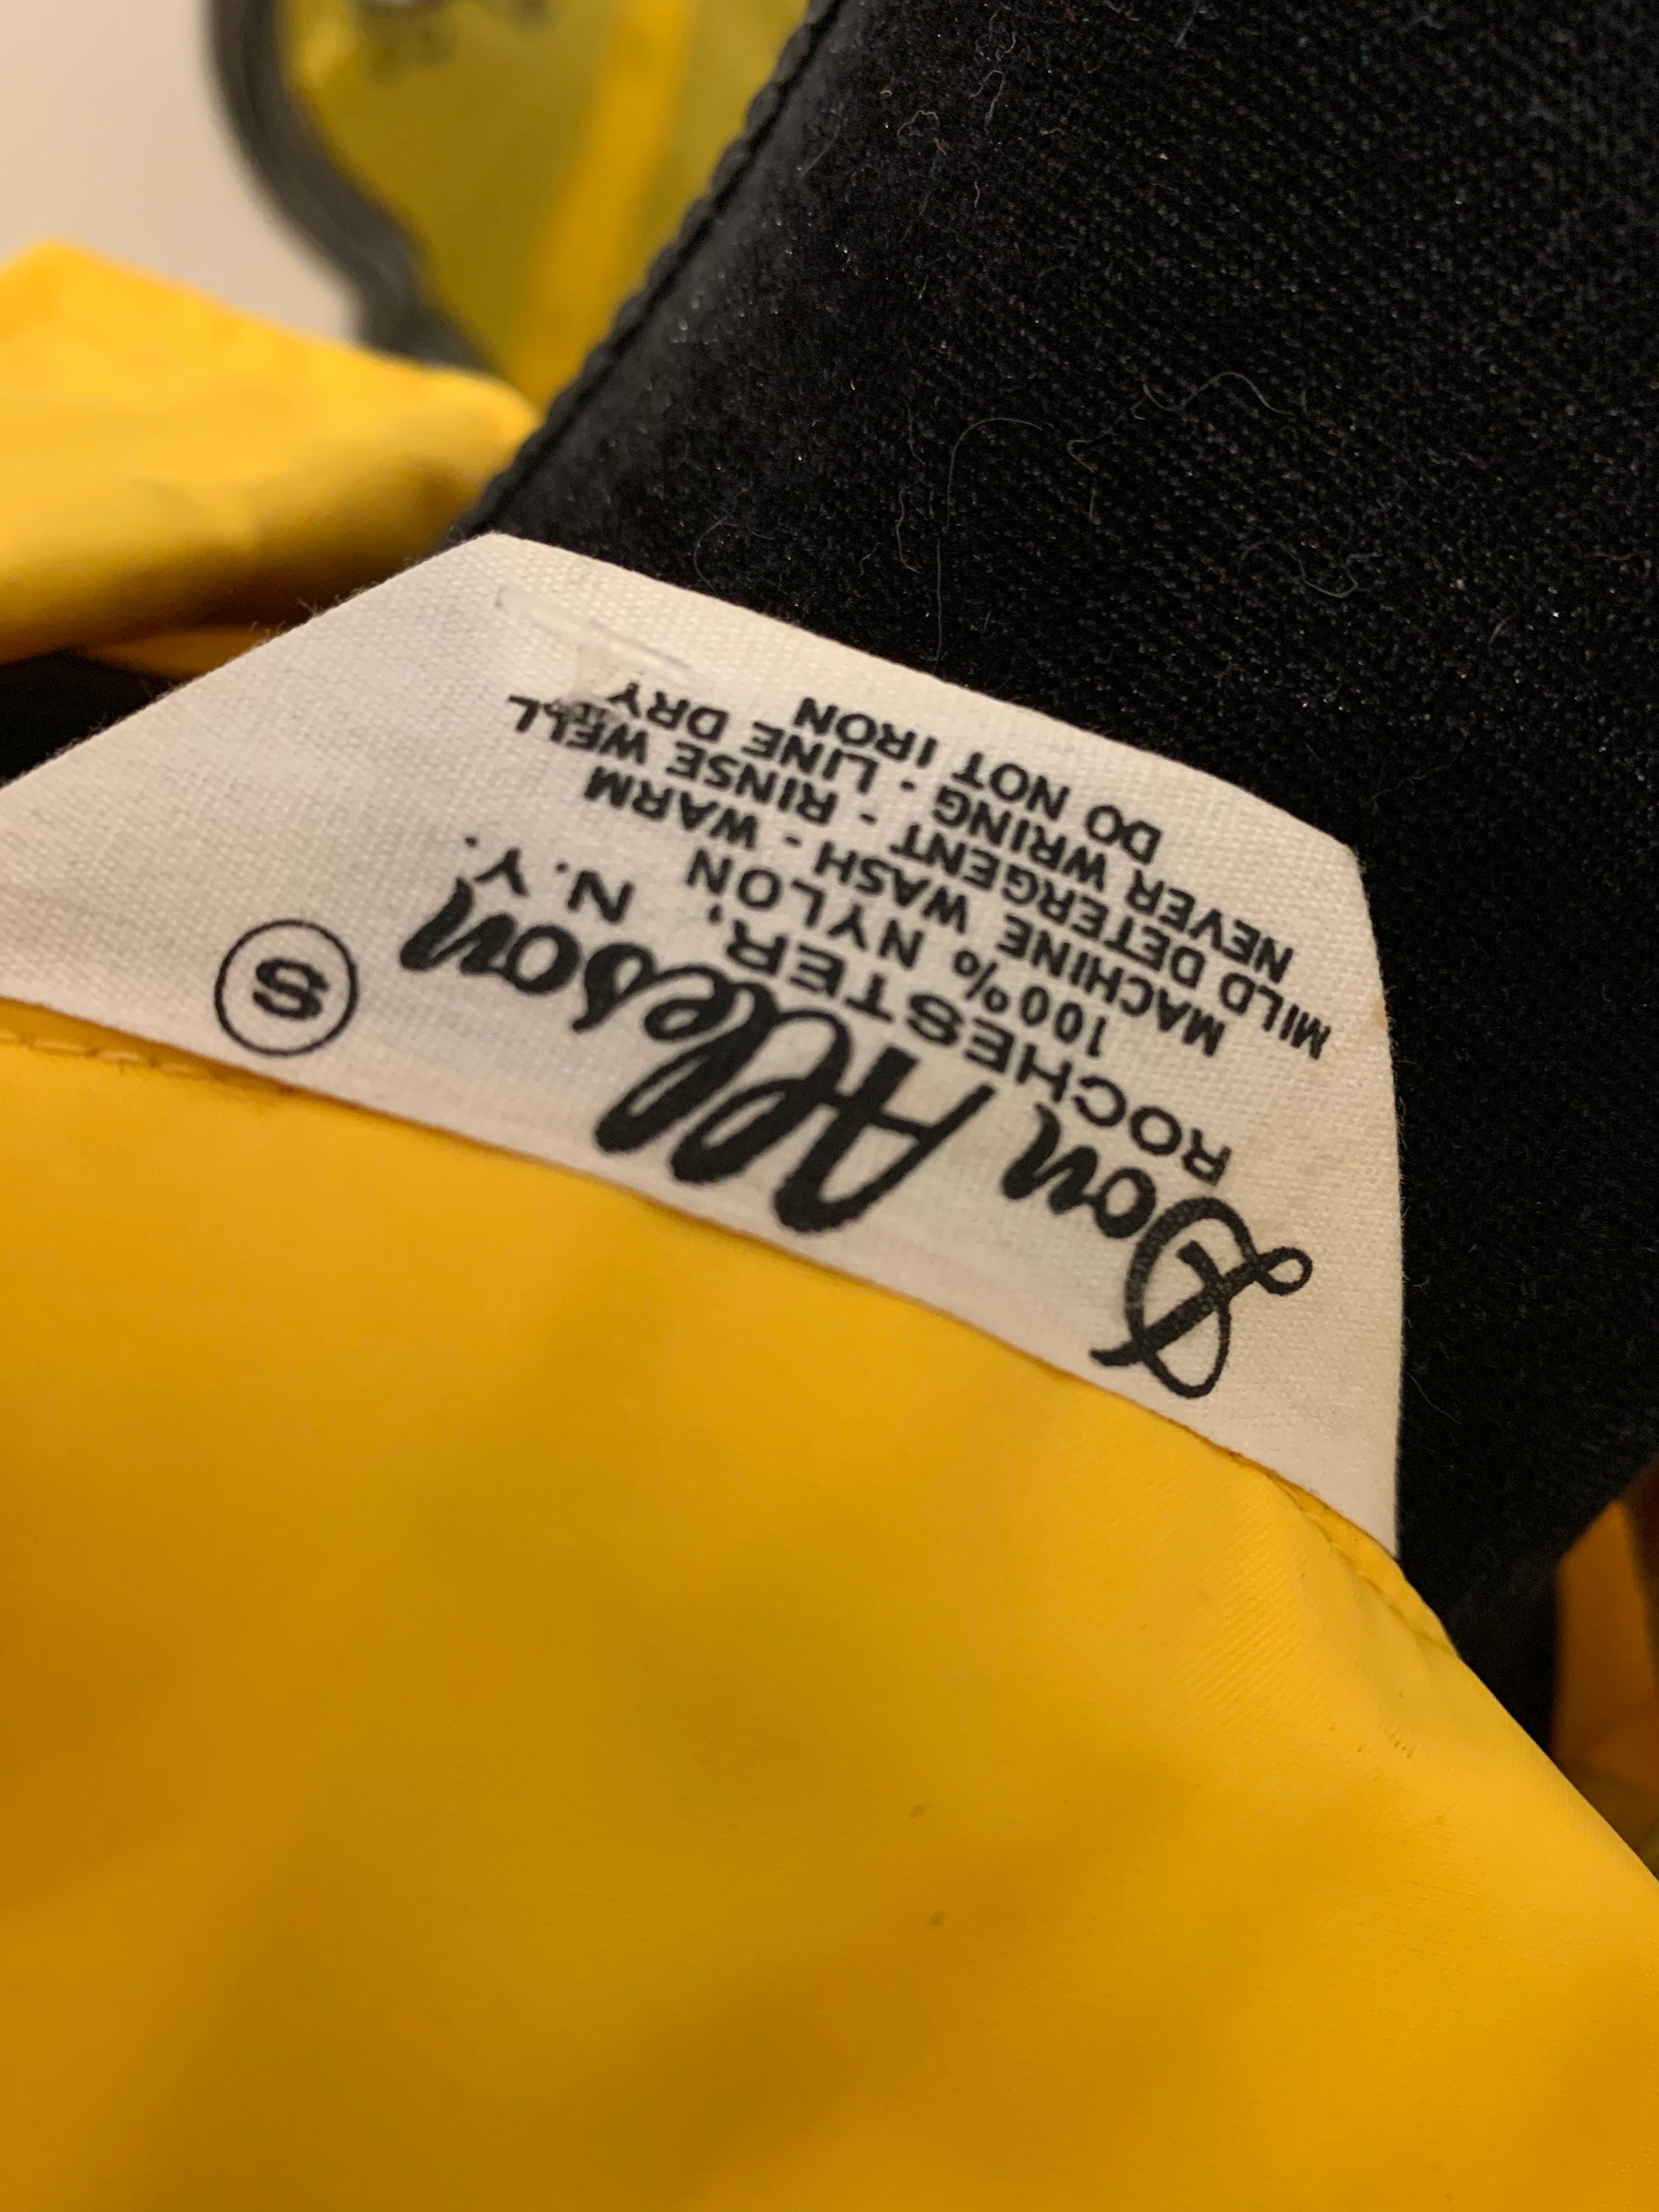 Don Alleson
ROCHESTER, N.Y.
S
100% NYLON
MACHINE WASH - WARM
MILD DETERGENT - RINSE WELL
NEVER WRING - LINE DRY
DO NOT IRON